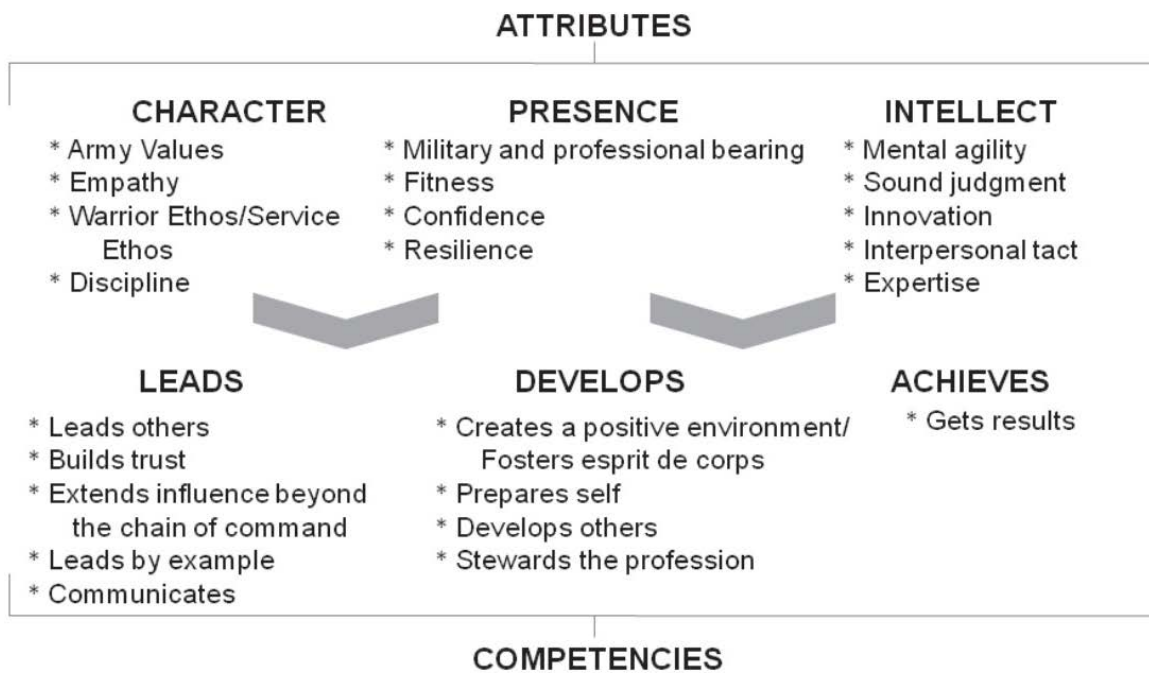 ATTRIBUTES
CHARACTER
* Army Values
* Empathy
* Warrior Ethos/Service
Ethos
* Discipline
PRESENCE
* Military and professional bearing
* Fitness
* Confidence
* Resilience
INTELLECT
* Mental agility
* Sound judgment
* Innovation
* Interpersonal tact
* Expertise
LEADS
* Leads others
* Builds trust
* Extends influence beyond
the chain of command
* Leads by example
* Communicates
DEVELOPS
* Creates a positive environment/
Fosters esprit de corps
* Prepares self
* Develops others
* Stewards the profession
ACHIEVES
* Gets results
COMPETENCIES